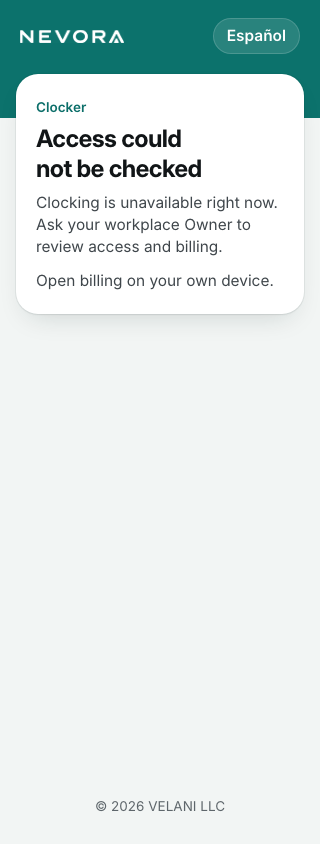 NEVORA
Español
Clocker
Access could
not be checked
Clocking is unavailable right now.
Ask your workplace Owner to
review access and billing.
Open billing on your own device.
© 2026 VELANI LLC